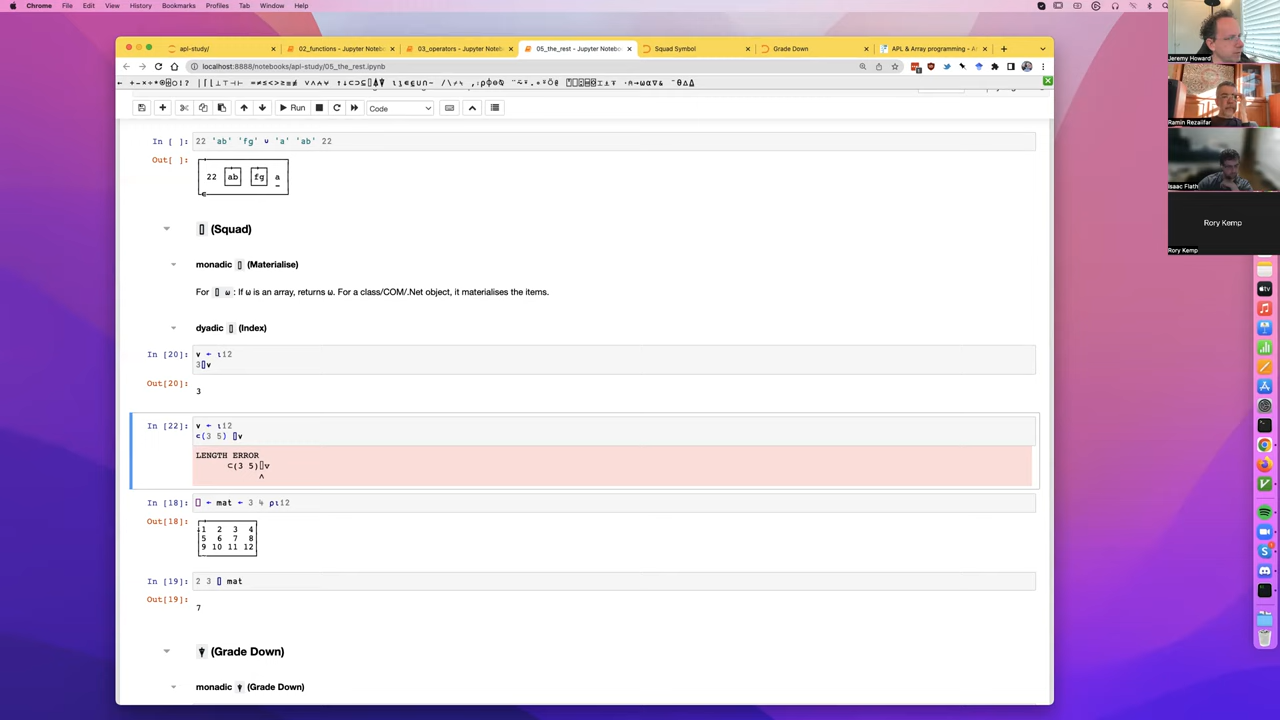 Chrome File Edit View History Bookmarks Profiles Tab Window Help
apl-study/ 02_functions - Jupyter Noteb 03_operators - Jupyter Noteb 05_the_rest - Jupyter Notebo Squad Symbol Grade Down APL & Array programming - A
localhost:8888/notebooks/apl-study/05_the_rest.ipynb
Run Code
In [ ]: 22 'ab' 'fg' ∪ 'a' 'ab' 22
Out[ ]:
22 ab fg a
⌷ (Squad)
monadic ⌷ (Materialise)
For ⌷ ω : If ω is an array, returns ω. For a class/COM/.Net object, it materialises the items.
dyadic ⌷ (Index)
In [20]: v ← ⍳12
3⌷v
Out[20]:
3
In [22]: v ← ⍳12
⊂(3 5) ⌷v
LENGTH ERROR
⊂(3 5)⌷v
^
In [18]: ⎕ ← mat ← 3 4 ⍴⍳12
Out[18]:
1 2 3 4
5 6 7 8
9 10 11 12
In [19]: 2 3 ⌷ mat
Out[19]:
7
⍒ (Grade Down)
monadic ⍒ (Grade Down)
Jeremy Howard
Ramin Rezaiifar
Isaac Flath
Rory Kemp
Rory Kemp